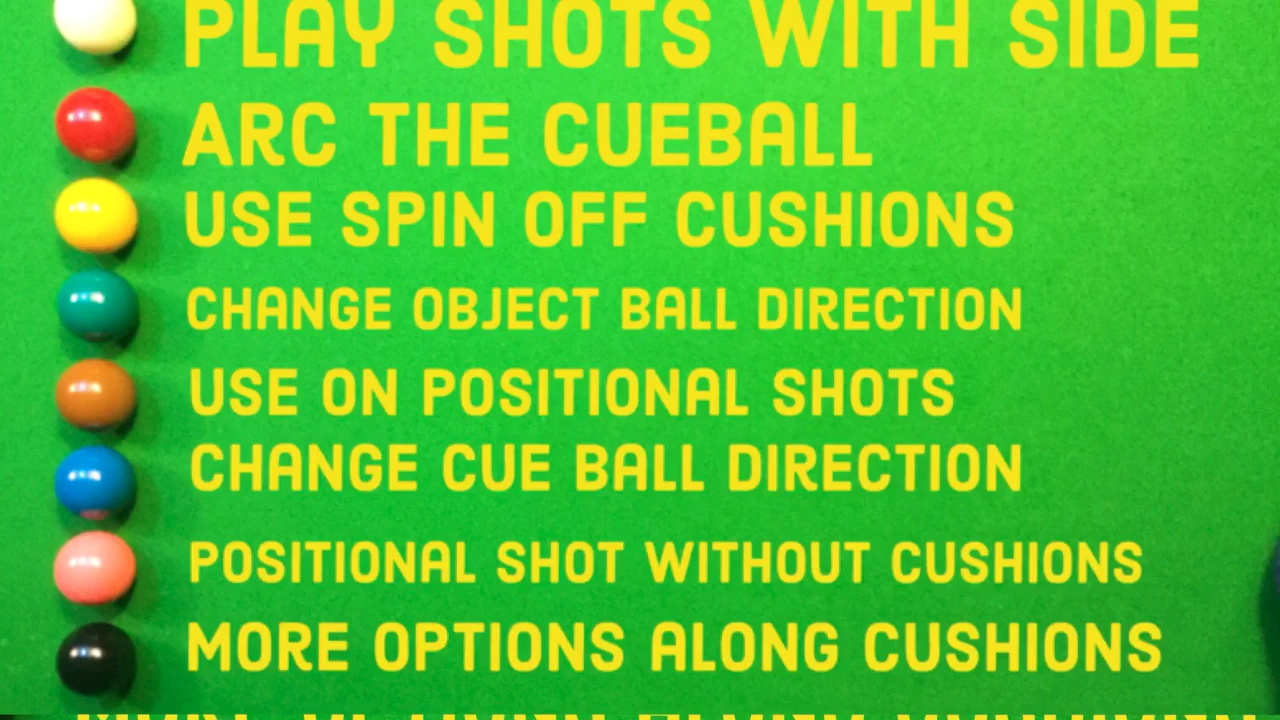 PLAY SHOTS WITH SIDE
ARC THE CUEBALL
USE SPIN OFF CUSHIONS
CHANGE OBJECT BALL DIRECTION
USE ON POSITIONAL SHOTS
CHANGE CUE BALL DIRECTION
POSITIONAL SHOT WITHOUT CUSHIONS
MORE OPTIONS ALONG CUSHIONS